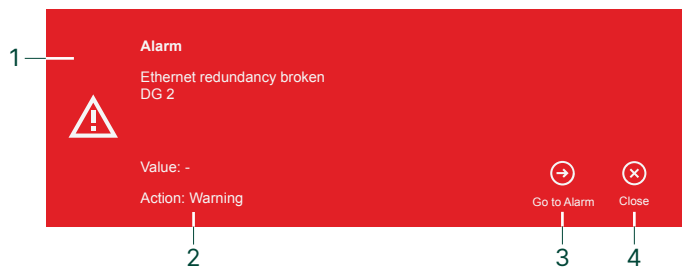 Alarm
1
Ethernet redundancy broken
DG 2
Value: -
Action: Warning
Go to Alarm
Close
2
3
4